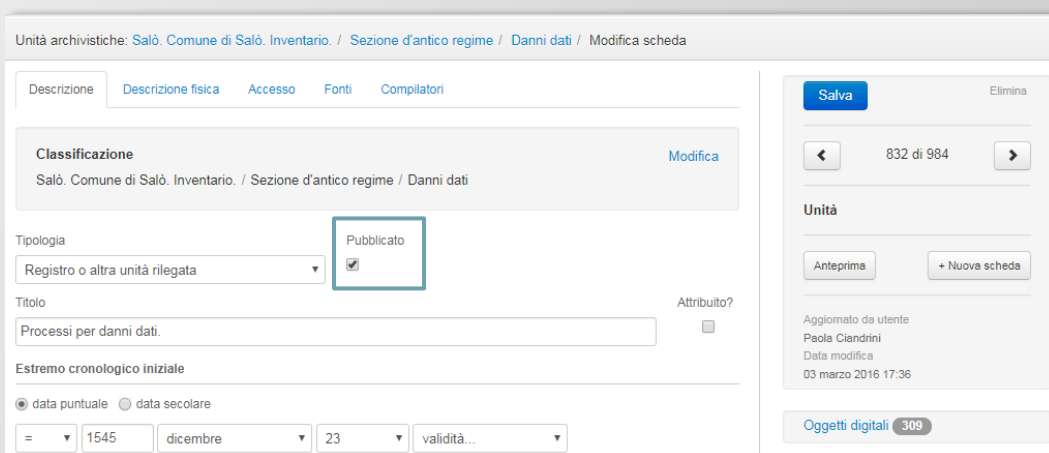 Unità archivistiche: Salò. Comune di Salò. Inventario. / Sezione d'antico regime / Danni dati / Modifica scheda
Descrizione Descrizione fisica Accesso Fonti Compilatori
Classificazione Modifica
Salò. Comune di Salò. Inventario. / Sezione d'antico regime / Danni dati
Tipologia Pubblicato
Registro o altra unità rilegata
Titolo Attribuito?
Processi per danni dati.
Estremo cronologico iniziale
data puntuale data secolare
= 1545 dicembre 23 validità...
Salva Elimina
832 di 984
Unità
Anteprima + Nuova scheda
Aggiornato da utente
Paola Ciandrini
Data modifica
03 marzo 2016 17:36
Oggetti digitali 309